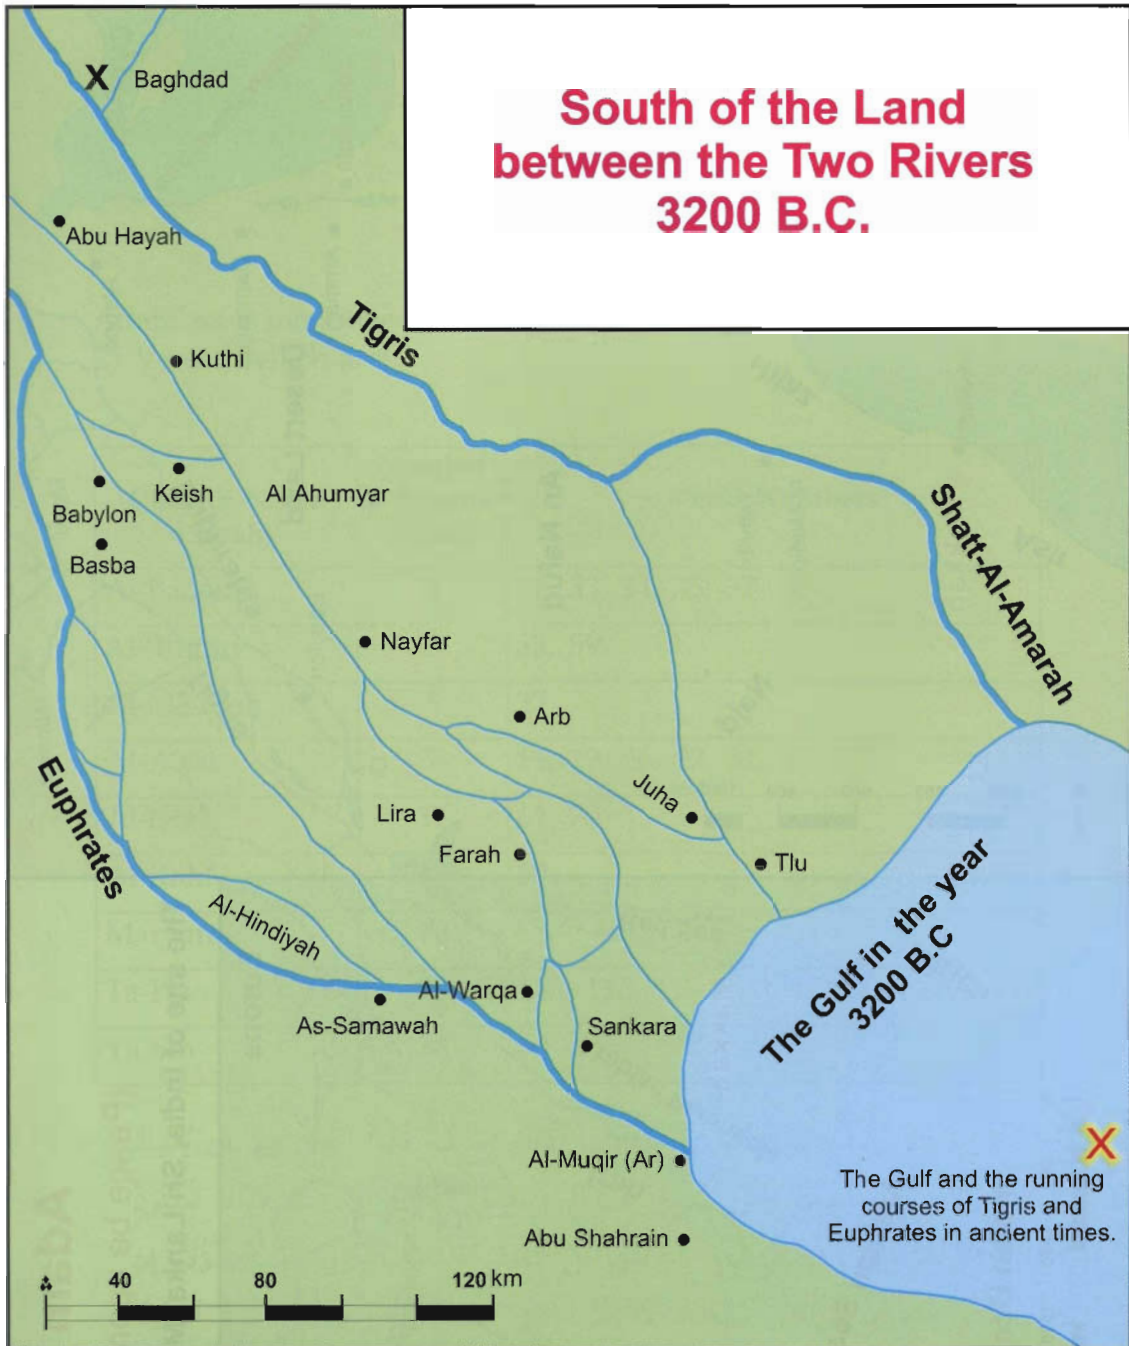 South of the Land
between the Two Rivers
3200 B.C.
X
Baghdad
Abu Hayah
Tigris
Kuthi
Keish
Al Ahumyar
Babylon
Basba
Shatt-Al-Amarah
Nayfar
Arb
Euphrates
Juha
Lira
Farah
Tlu
The Gulf in the year
3200 B.C
Al-Hindiyah
Al-Warqa
As-Samawah
Sankara
Al-Muqir (Ar)
X
The Gulf and the running
courses of Tigris and
Euphrates in ancient times.
Abu Shahrain
40 80 120 km